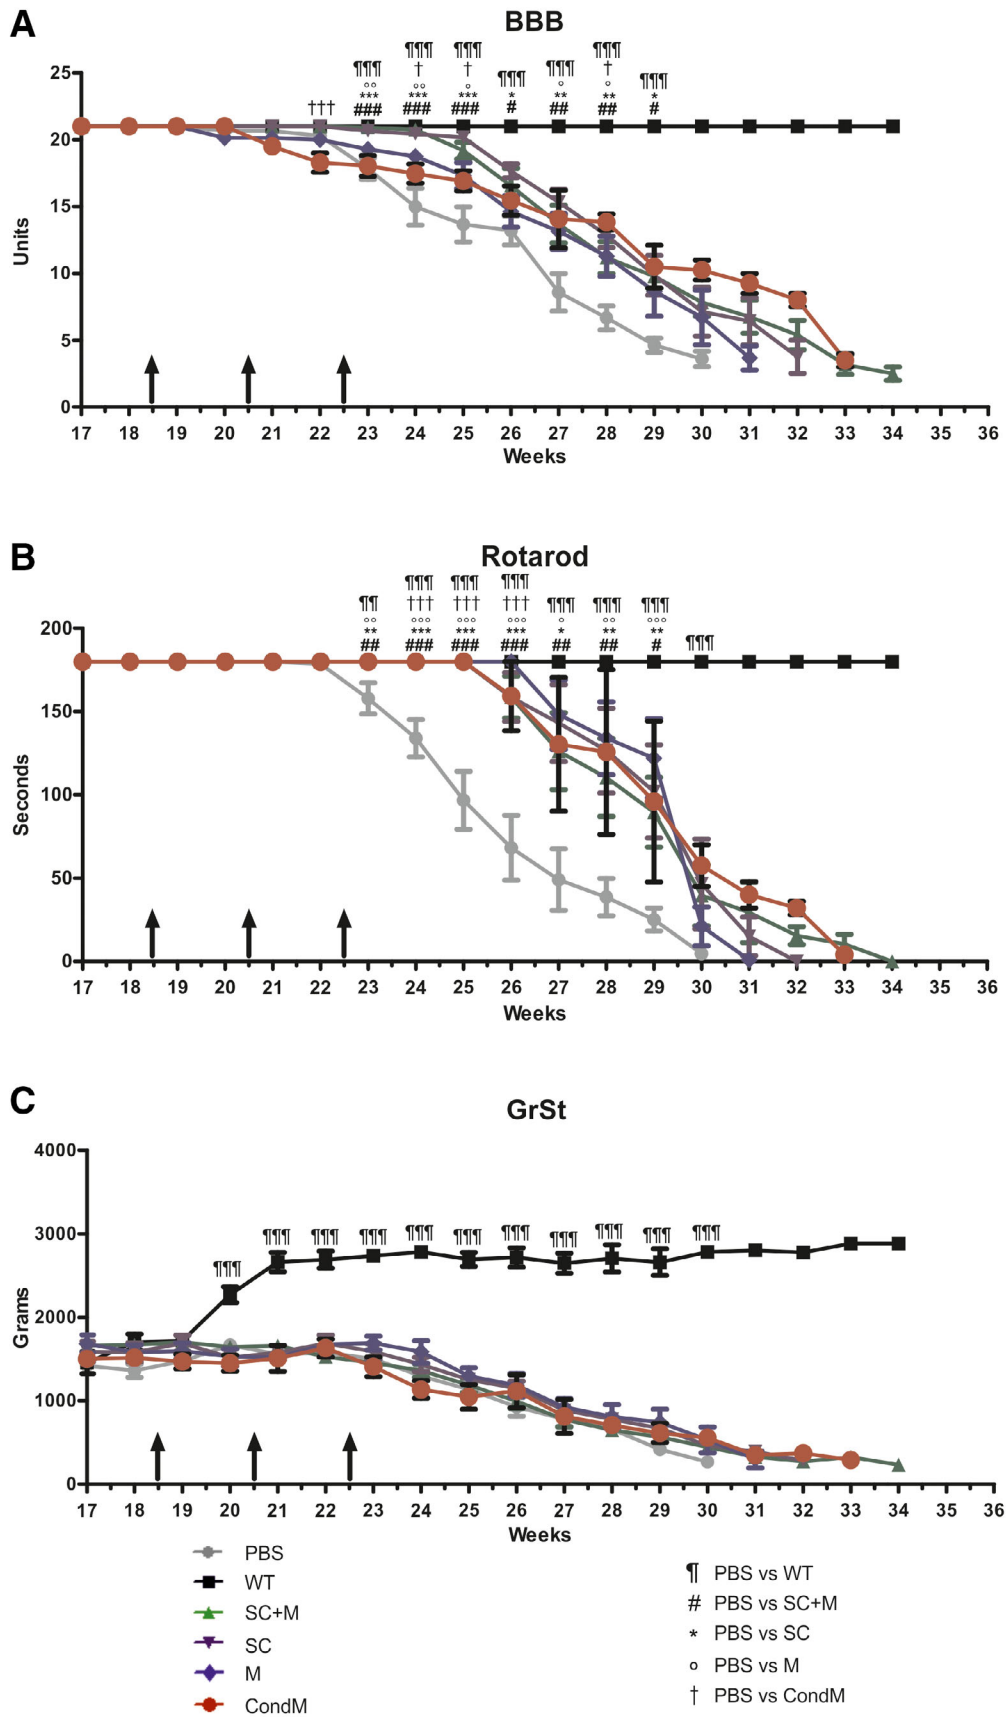 A
BBB
¶¶¶ ¶¶¶ ¶¶¶ ¶¶¶ ¶¶¶ ¶¶¶ ¶¶¶
† † †
°° °° ° ° °
*** *** *** * ** ** *
††† ### ### ### # ## ## #
25
20
15
10
5
0
Units
17 18 19 20 21 22 23 24 25 26 27 28 29 30 31 32 33 34 35 36
Weeks
B
Rotarod
¶¶ ¶¶¶ ¶¶¶ ¶¶¶ ¶¶¶ ¶¶¶ ¶¶¶ ¶¶¶
††† ††† †††
°° °°° °°° °°° ° °° °°°
** *** *** *** * ** **
## ### ### ### ## ## #
200
150
100
50
0
Seconds
17 18 19 20 21 22 23 24 25 26 27 28 29 30 31 32 33 34 35 36
Weeks
C
GrSt
¶¶¶ ¶¶¶ ¶¶¶ ¶¶¶ ¶¶¶ ¶¶¶ ¶¶¶ ¶¶¶ ¶¶¶ ¶¶¶ ¶¶¶
4000
3000
2000
1000
0
Grams
17 18 19 20 21 22 23 24 25 26 27 28 29 30 31 32 33 34 35 36
Weeks
PBS
WT
SC+M
SC
M
CondM
¶ PBS vs WT
# PBS vs SC+M
* PBS vs SC
° PBS vs M
† PBS vs CondM